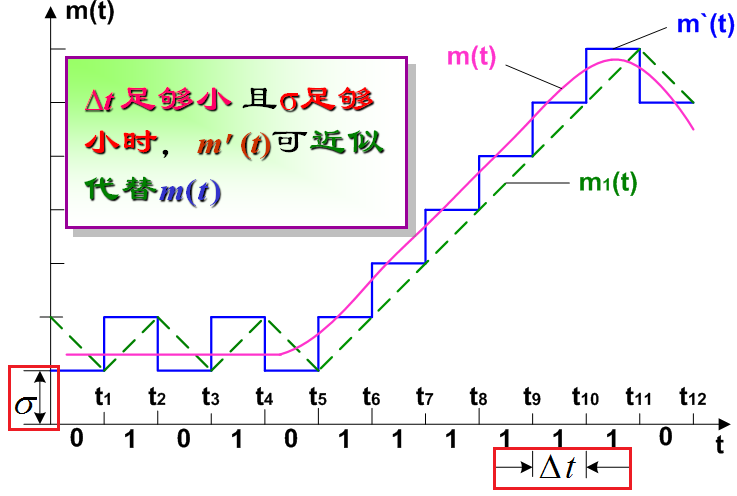 m(t)
m`(t)
m(t)
Δt足够小 且σ足够
小时， m′(t)可近似
代替m(t)
m1(t)
σ
t1 t2 t3 t4 t5 t6 t7 t8 t9 t10 t11 t12
0 1 0 1 0 1 1 1 1 1 1 0 t
Δt